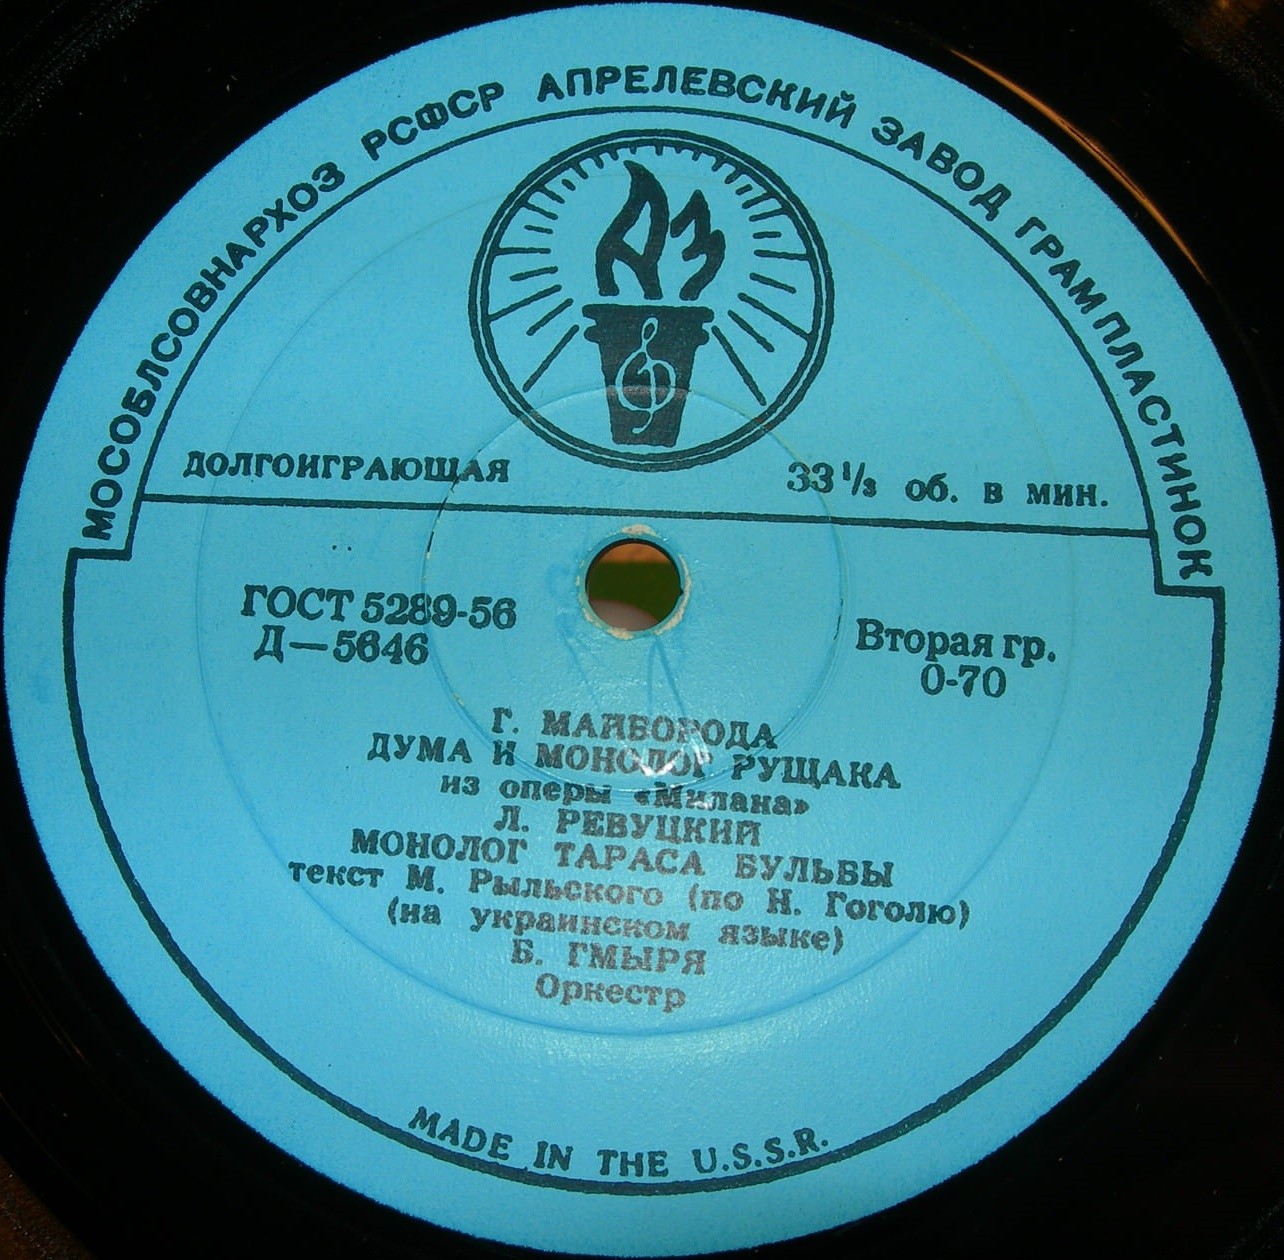 МОСОБЛСОВНАРХОЗ РСФСР АПРЕЛЕВСКИЙ ЗАВОД ГРАМПЛАСТИНОК
АЗ
ДОЛГОИГРАЮЩАЯ 33⅓ об. в мин.
ГОСТ 5289-56
Д—5646
Вторая гр.
0-70
Г. МАЙБОРОДА
ДУМА И МОНОЛОГ РУЩАКА
из оперы «Милана»
Л. РЕВУЦКИЙ
МОНОЛОГ ТАРАСА БУЛЬБЫ
текст М. Рыльского (по Н. Гоголю)
(на украинском языке)
Б. ГМЫРЯ
Оркестр
MADE IN THE U.S.S.R.